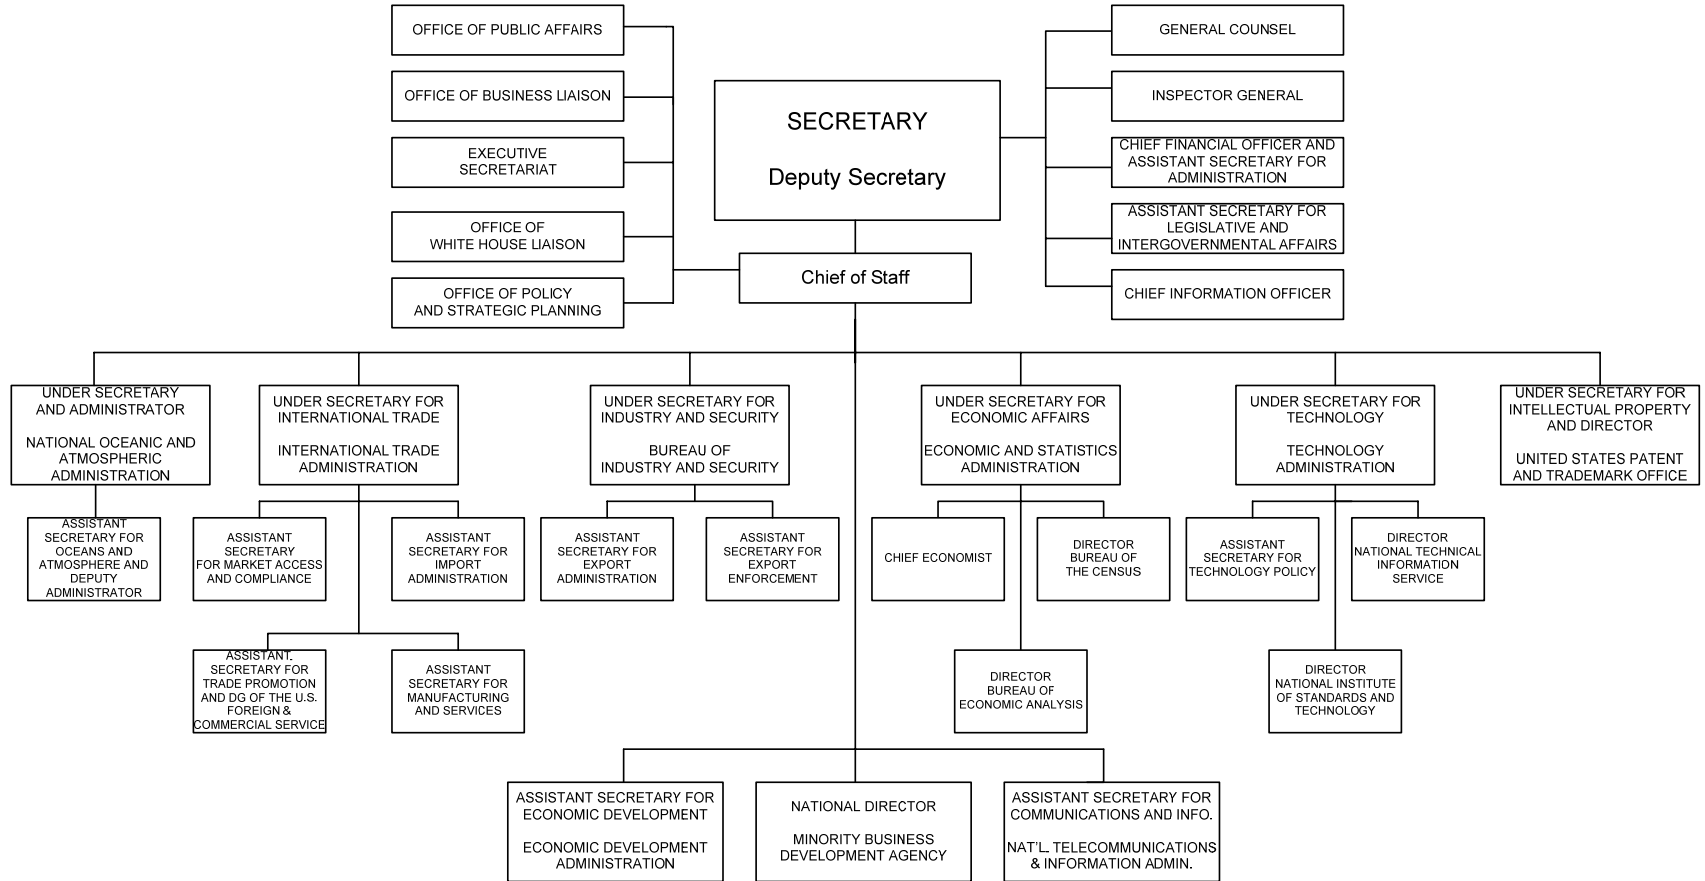 OFFICE OF PUBLIC AFFAIRS
OFFICE OF BUSINESS LIAISON
EXECUTIVE
SECRETARIAT
OFFICE OF
WHITE HOUSE LIAISON
OFFICE OF POLICY
AND STRATEGIC PLANNING
SECRETARY
Deputy Secretary
Chief of Staff
GENERAL COUNSEL
INSPECTOR GENERAL
CHIEF FINANCIAL OFFICER AND
ASSISTANT SECRETARY FOR
ADMINISTRATION
ASSISTANT SECRETARY FOR
LEGISLATIVE AND
INTERGOVERNMENTAL AFFAIRS
CHIEF INFORMATION OFFICER
UNDER SECRETARY
AND ADMINISTRATOR
NATIONAL OCEANIC AND
ATMOSPHERIC
ADMINISTRATION
UNDER SECRETARY FOR
INTERNATIONAL TRADE
INTERNATIONAL TRADE
ADMINISTRATION
UNDER SECRETARY FOR
INDUSTRY AND SECURITY
BUREAU OF
INDUSTRY AND SECURITY
UNDER SECRETARY FOR
ECONOMIC AFFAIRS
ECONOMIC AND STATISTICS
ADMINISTRATION
UNDER SECRETARY FOR
TECHNOLOGY
TECHNOLOGY
ADMINISTRATION
UNDER SECRETARY FOR
INTELLECTUAL PROPERTY
AND DIRECTOR
UNITED STATES PATENT
AND TRADEMARK OFFICE
ASSISTANT
SECRETARY FOR
OCEANS AND
ATMOSPHERE AND
DEPUTY
ADMINISTRATOR
ASSISTANT
SECRETARY
FOR MARKET ACCESS
AND COMPLIANCE
ASSISTANT
SECRETARY FOR
IMPORT
ADMINISTRATION
ASSISTANT
SECRETARY FOR
EXPORT
ADMINISTRATION
ASSISTANT
SECRETARY FOR
EXPORT
ENFORCEMENT
CHIEF ECONOMIST
DIRECTOR
BUREAU OF
THE CENSUS
ASSISTANT
SECRETARY FOR
TECHNOLOGY POLICY
DIRECTOR
NATIONAL TECHNICAL
INFORMATION
SERVICE
ASSISTANT.
SECRETARY FOR
TRADE PROMOTION
AND DG OF THE U.S.
FOREIGN &
COMMERCIAL SERVICE
ASSISTANT
SECRETARY FOR
MANUFACTURING
AND SERVICES
DIRECTOR
BUREAU OF
ECONOMIC ANALYSIS
DIRECTOR
NATIONAL INSTITUTE
OF STANDARDS AND
TECHNOLOGY
ASSISTANT SECRETARY FOR
ECONOMIC DEVELOPMENT
ECONOMIC DEVELOPMENT
ADMINISTRATION
NATIONAL DIRECTOR
MINORITY BUSINESS
DEVELOPMENT AGENCY
ASSISTANT SECRETARY FOR
COMMUNICATIONS AND INFO.
NAT'L. TELECOMMUNICATIONS
& INFORMATION ADMIN.